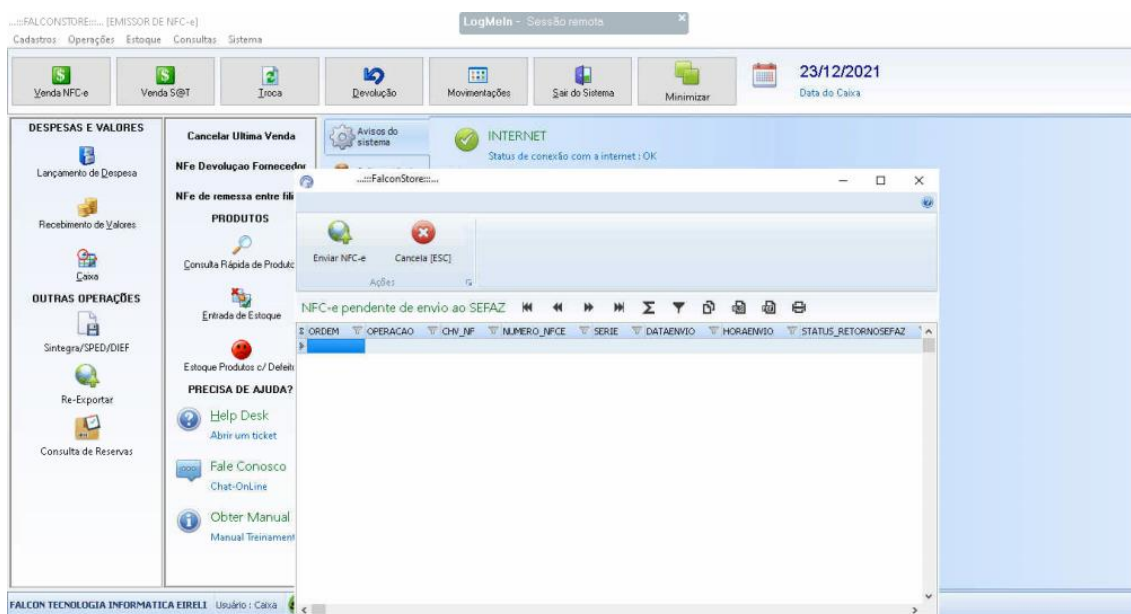 ...:::FALCONSTORE:::... [EMISSOR DE NFC-e]
LogMeIn - Sessão remota
Cadastros Operações Estoque Consultas Sistema
Venda NFC-e
Venda S@T
Troca
Devolução
Movimentações
Sair do Sistema
Minimizar
23/12/2021
Data do Caixa
DESPESAS E VALORES
Lançamento de Despesa
Recebimento de Valores
Caixa
OUTRAS OPERAÇÕES
Sintegra/SPED/DIEF
Re-Exportar
Consulta de Reservas
Cancelar Ultima Venda
NFe Devoluçao Fornecedor
NFe de remessa entre fili
PRODUTOS
Consulta Rápida de Produtc
Entrada de Estoque
Estoque Produtos c/ Defeit
PRECISA DE AJUDA?
Help Desk
Abrir um ticket
Fale Conosco
Chat-OnLine
Obter Manual
Manual Treinament
Avisos do
sistema
INTERNET
Status de conexão com a internet : OK
...:::FalconStore:::...
Enviar NFC-e
Cancela [ESC]
Ações
NFC-e pendente de envio ao SEFAZ
ORDEM OPERACAO CHV_NF NUMERO_NFCE SERIE DATAENVIO HORAENVIO STATUS_RETORNOSEFAZ
FALCON TECNOLOGIA INFORMATICA EIRELI Usuário : Caixa